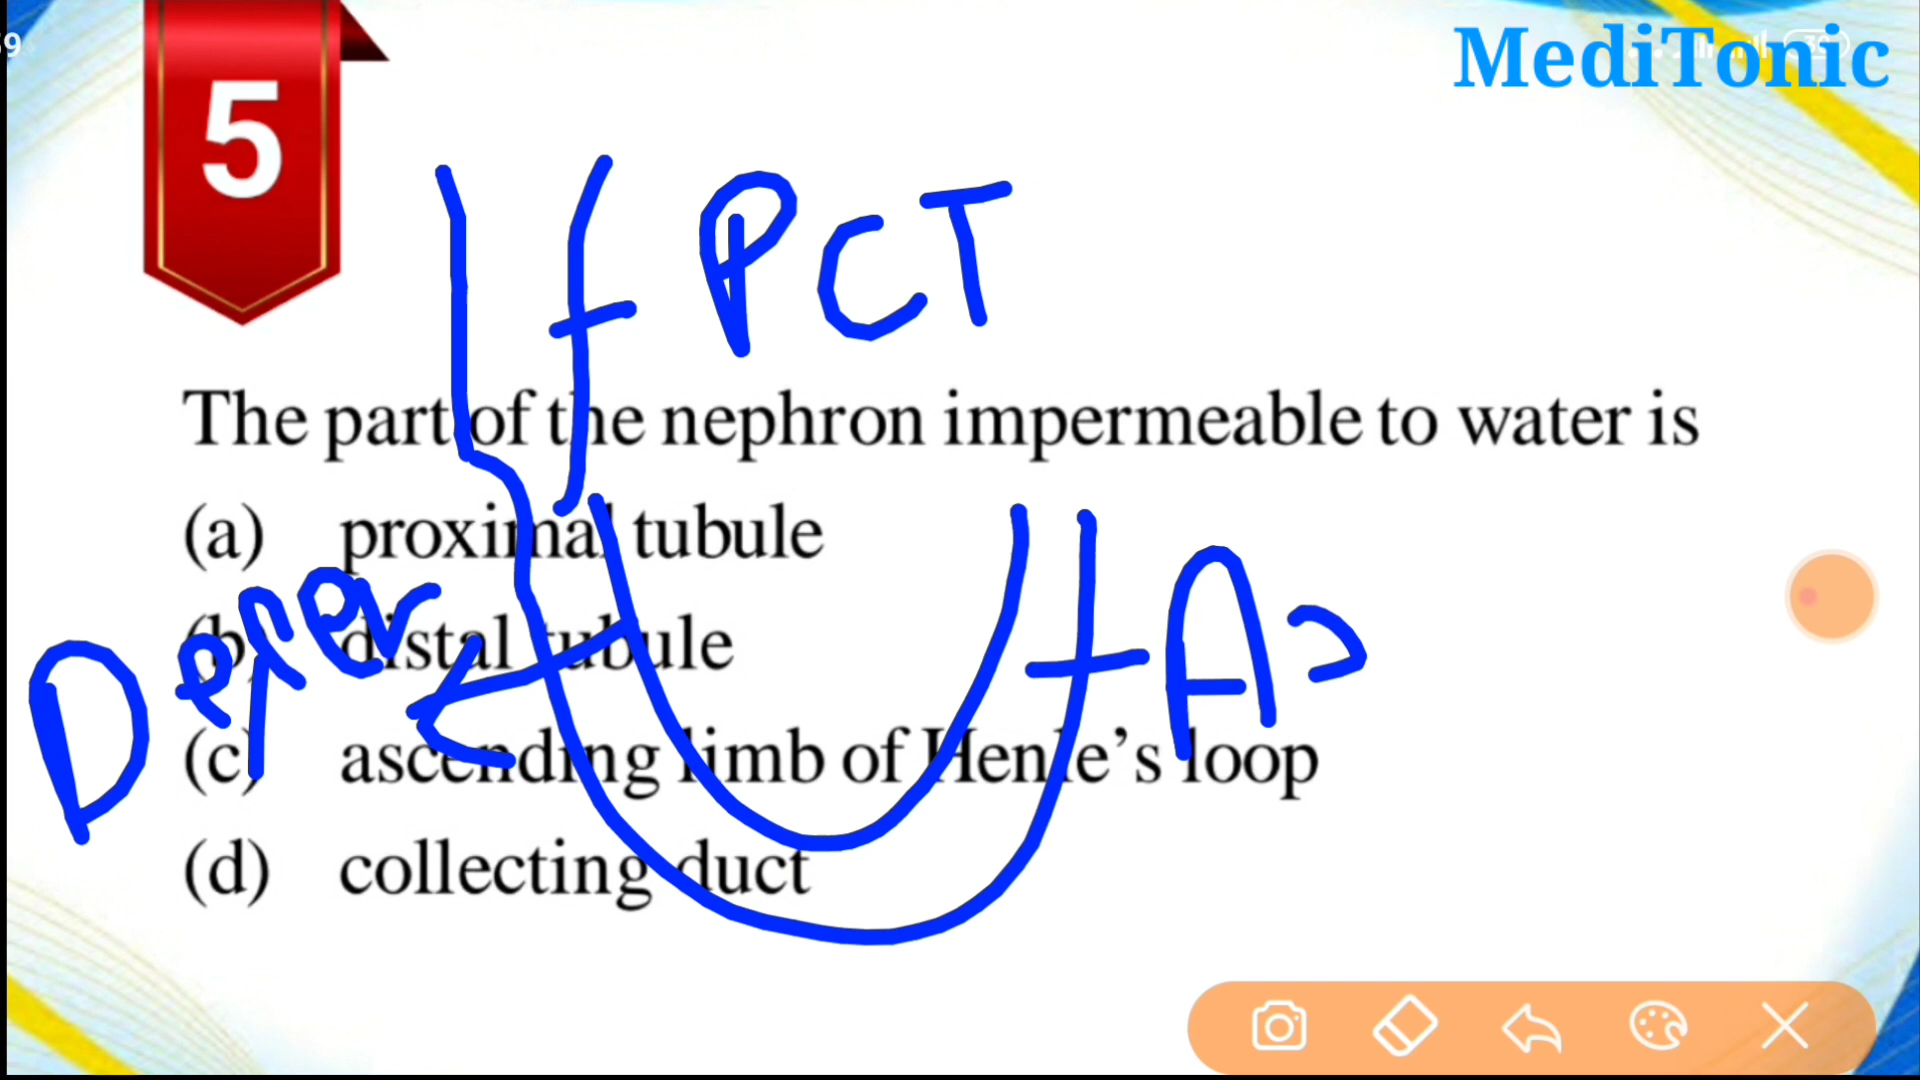 MediTonic
5
PCT
The part of the nephron impermeable to water is
(a) proximal tubule
(b) distal tubule
(c) ascending limb of Henle's loop
(d) collecting duct